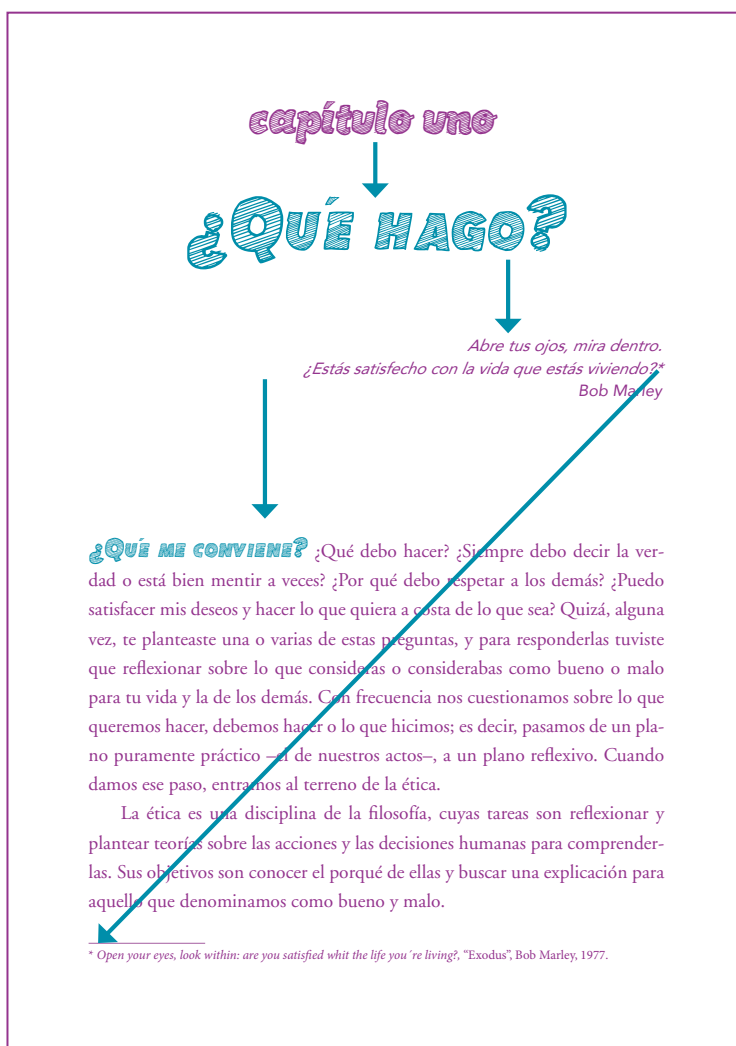 capítulo uno
¿QUÉ HAGO?
Abre tus ojos, mira dentro.
¿Estás satisfecho con la vida que estás viviendo?*
Bob Marley
¿QUÉ ME CONVIENE? ¿Qué debo hacer? ¿Siempre debo decir la ver-
dad o está bien mentir a veces? ¿Por qué debo respetar a los demás? ¿Puedo
satisfacer mis deseos y hacer lo que quiera a costa de lo que sea? Quizá, alguna
vez, te planteaste una o varias de estas preguntas, y para responderlas tuviste
que reflexionar sobre lo que consideras o considerabas como bueno o malo
para tu vida y la de los demás. Con frecuencia nos cuestionamos sobre lo que
queremos hacer, debemos hacer o lo que hicimos; es decir, pasamos de un pla-
no puramente práctico –el de nuestros actos–, a un plano reflexivo. Cuando
damos ese paso, entramos al terreno de la ética.
La ética es una disciplina de la filosofía, cuyas tareas son reflexionar y
plantear teorías sobre las acciones y las decisiones humanas para comprender-
las. Sus objetivos son conocer el porqué de ellas y buscar una explicación para
aquello que denominamos como bueno y malo.
* Open your eyes, look within: are you satisfied whit the life you´re living?, “Exodus”, Bob Marley, 1977.